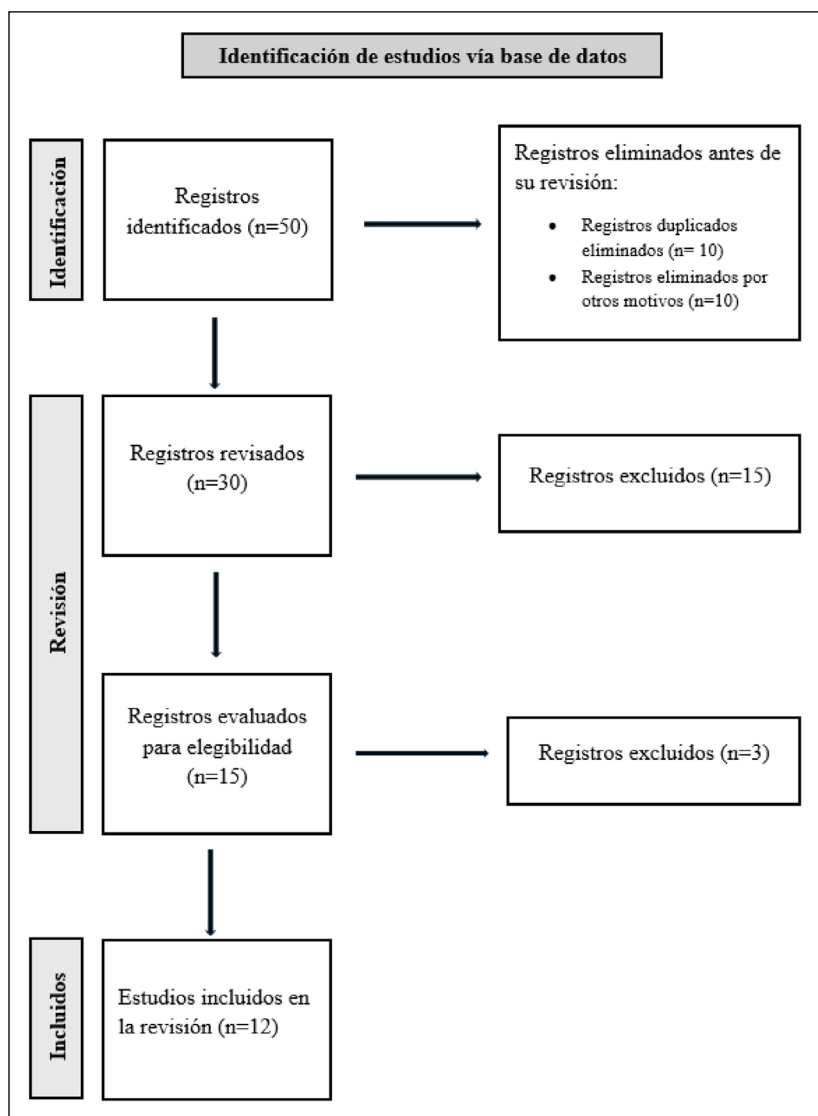 Identificación de estudios vía base de datos
Identificación
Registros
identificados (n=50)
Registros eliminados antes de
su revisión:
• Registros duplicados
eliminados (n= 10)
• Registros eliminados por
otros motivos (n=10)
Revisión
Registros revisados
(n=30)
Registros excluidos (n=15)
Registros evaluados
para elegibilidad
(n=15)
Registros excluidos (n=3)
Incluidos
Estudios incluidos en
la revisión (n=12)